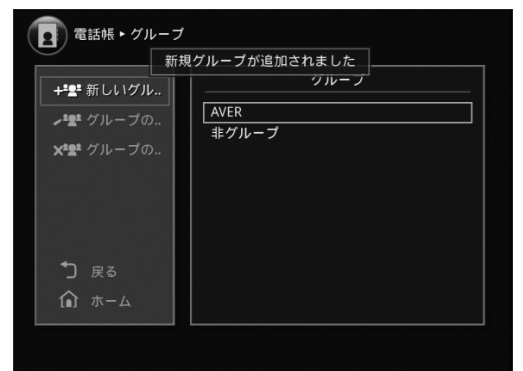 電話帳 ▸ グループ
新規グループが追加されました
新しいグル..
グループの..
グループの..
戻る
ホーム
グループ
AVER
非グループ